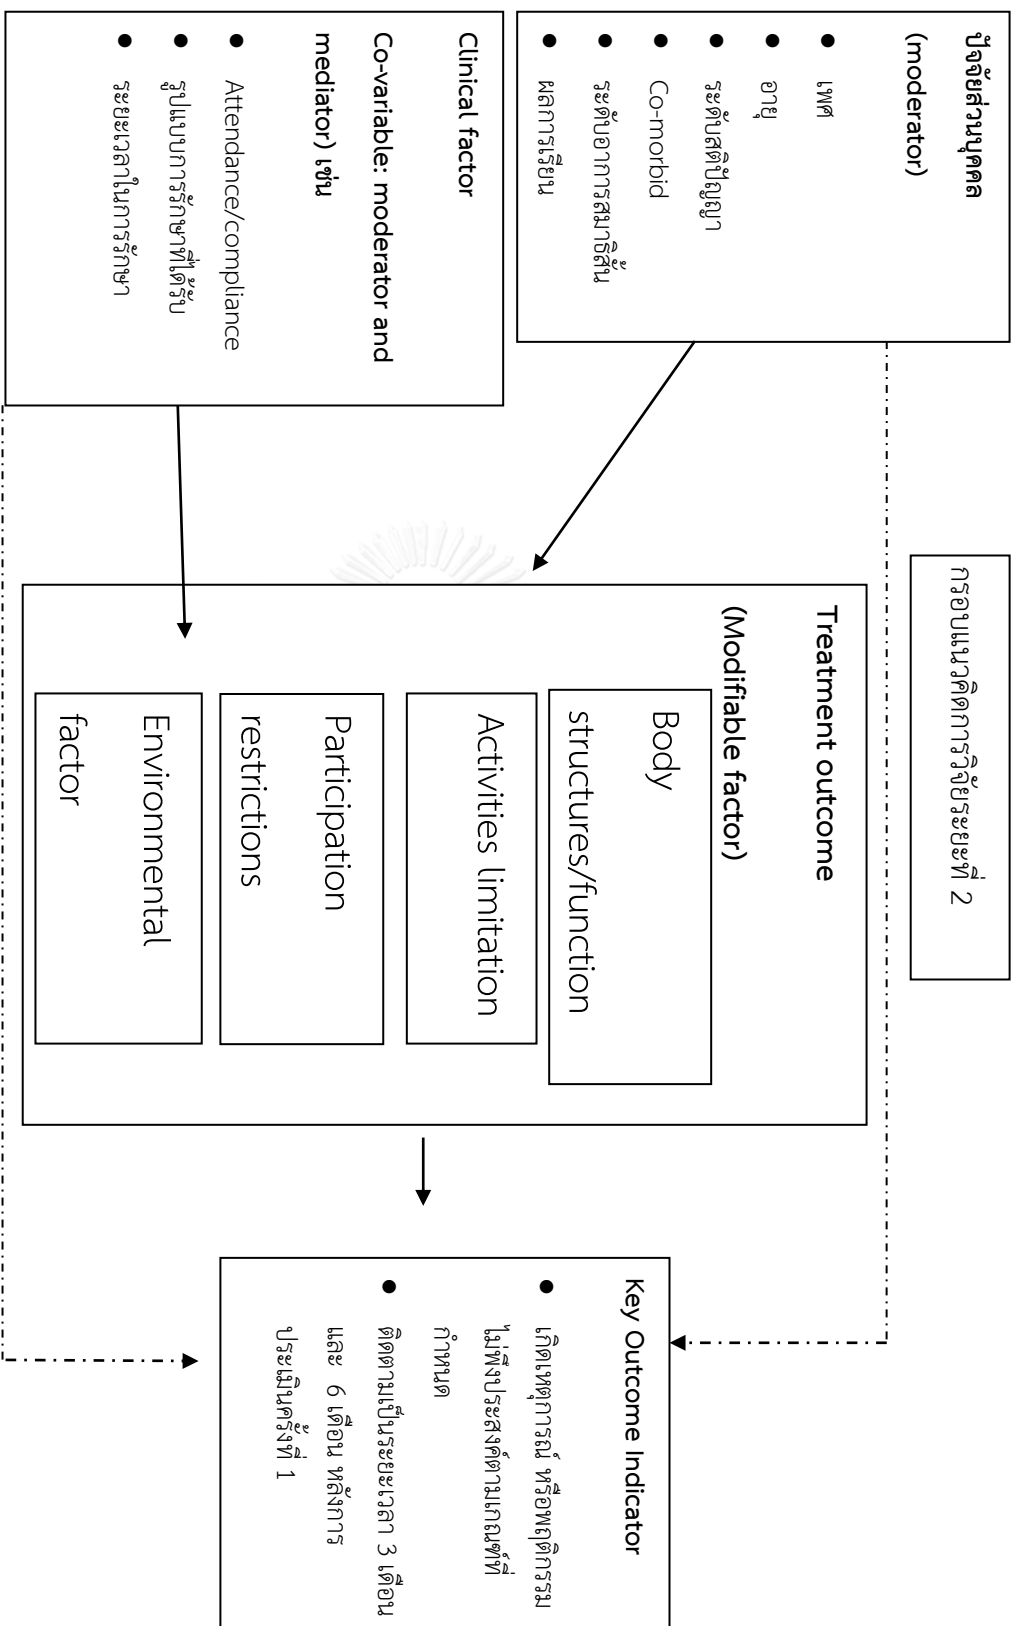 กรอบแนวคิดการวิจัยระยะที่ 2
ปัจจัยส่วนบุคคล
(moderator)
● เพศ
● อายุ
● ระดับสติปัญญา
● Co-morbid
● ระดับอาการสมาธิสั้น
● ผลการเรียน
Clinical factor
Co-variable: moderator and
mediator) เช่น
● Attendance/compliance
● รูปแบบการรักษาที่ได้รับ
● ระยะเวลาในการรักษา
Treatment outcome
(Modifiable factor)
Body
structures/function
Activities limitation
Participation
restrictions
Environmental
factor
Key Outcome Indicator
● เกิดเหตุการณ์ หรือพฤติกรรม
ไม่พึงประสงค์ตามเกณฑ์ที่
กำหนด
● ติดตามเป็นระยะเวลา 3 เดือน
และ 6 เดือน หลังการ
ประเมินครั้งที่ 1